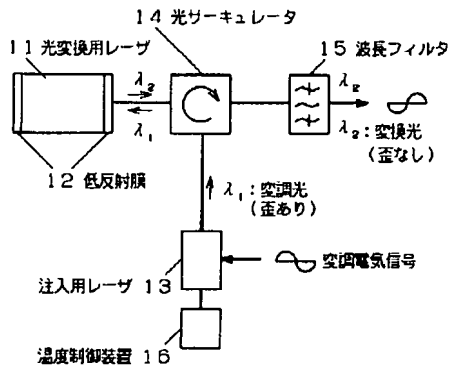 14 光サーキュレータ
11 光変換用レーザ
15 波長フィルタ
λ2
λ1
λ2
λ2：変換光
（歪なし）
12 低反射膜
λ1：変調光
（歪あり）
注入用レーザ 13
変調電気信号
温度制御装置 16